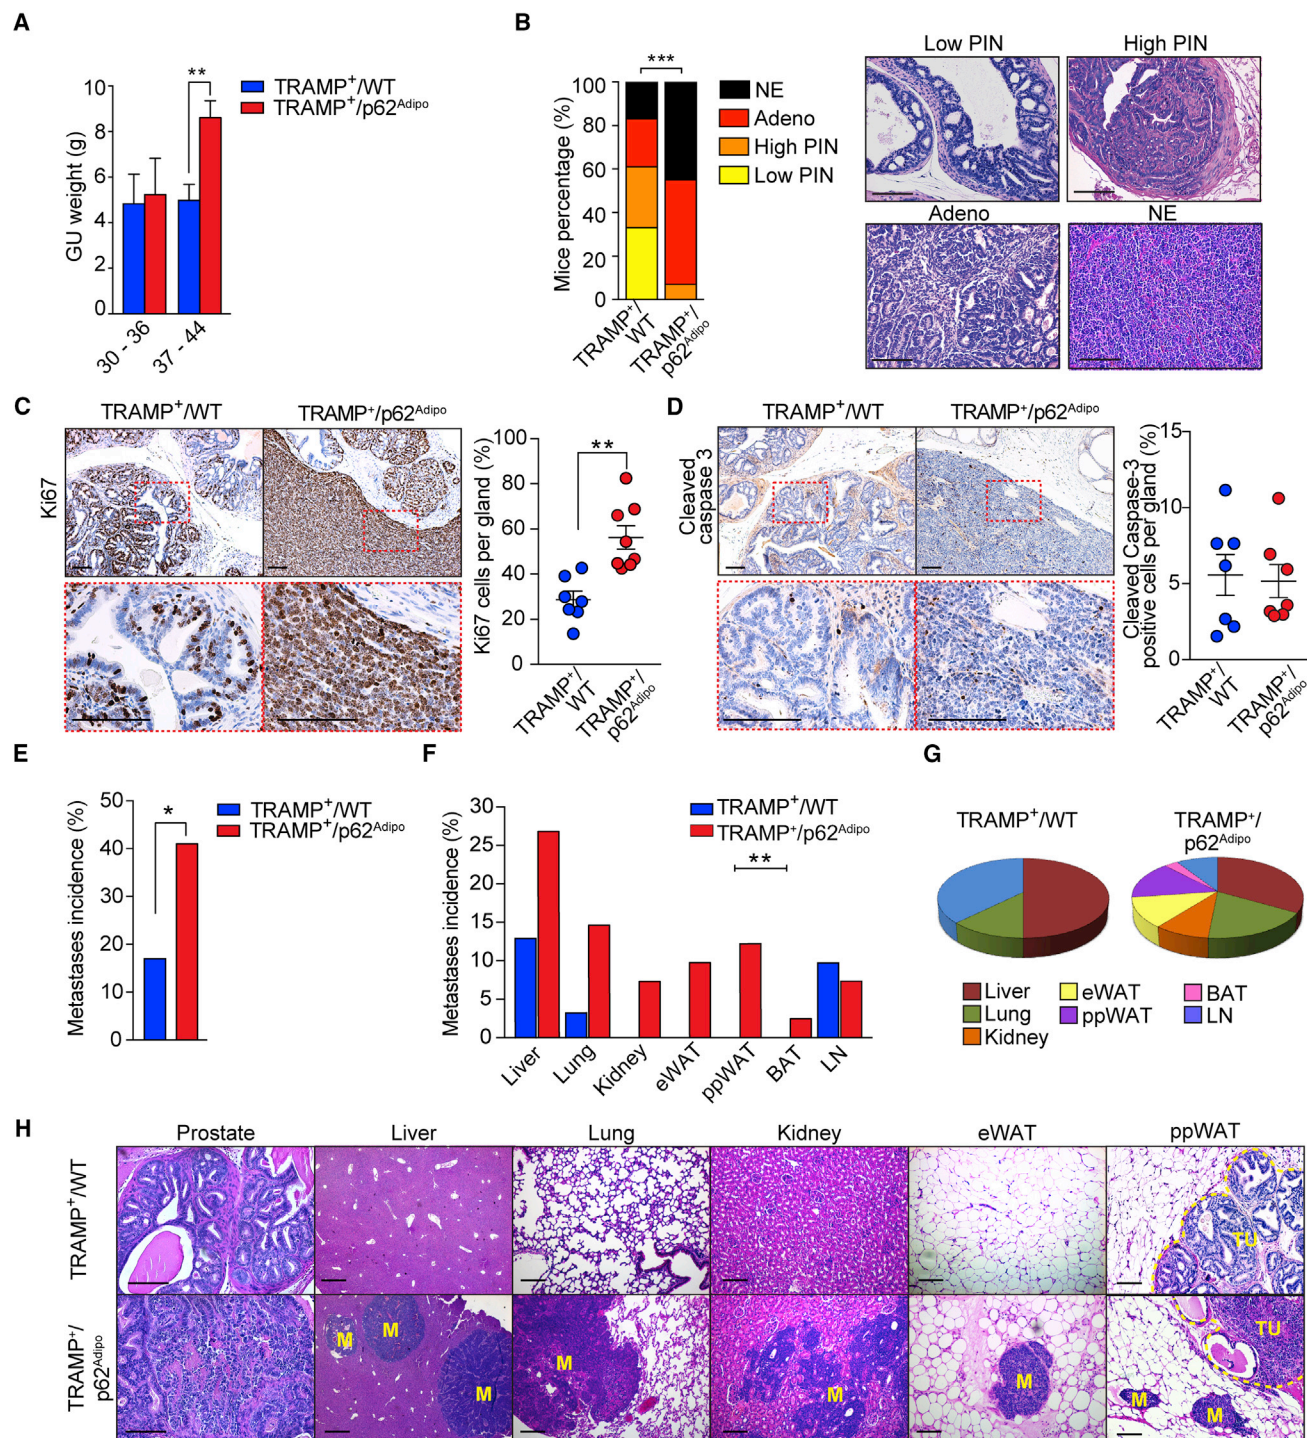 A
GU weight (g)
10
8
6
4
2
0
**
TRAMP⁺/WT
TRAMP⁺/p62ᴬᵈⁱᵖᵒ
30 - 36
37 - 44
B
Mice percentage (%)
100
80
60
40
20
0
***
NE
Adeno
High PIN
Low PIN
TRAMP⁺/
WT
TRAMP⁺/
p62ᴬᵈⁱᵖᵒ
Low PIN
High PIN
Adeno
NE
C
Ki67
TRAMP⁺/WT
TRAMP⁺/p62ᴬᵈⁱᵖᵒ
Ki67 cells per gland (%)
100
80
60
40
20
0
**
TRAMP⁺/
WT
TRAMP⁺/
p62ᴬᵈⁱᵖᵒ
D
Cleaved
caspase 3
TRAMP⁺/WT
TRAMP⁺/p62ᴬᵈⁱᵖᵒ
Cleaved Caspase-3
positive cells per gland (%)
15
10
5
0
TRAMP⁺/
WT
TRAMP⁺/
p62ᴬᵈⁱᵖᵒ
E
Metastases incidence (%)
50
40
30
20
10
0
*
TRAMP⁺/WT
TRAMP⁺/p62ᴬᵈⁱᵖᵒ
F
Metastases incidence (%)
30
25
20
15
10
5
0
TRAMP⁺/WT
TRAMP⁺/p62ᴬᵈⁱᵖᵒ
**
Liver
Lung
Kidney
eWAT
ppWAT
BAT
LN
G
TRAMP⁺/WT
TRAMP⁺/
p62ᴬᵈⁱᵖᵒ
Liver
Lung
Kidney
eWAT
ppWAT
BAT
LN
H
Prostate
Liver
Lung
Kidney
eWAT
ppWAT
TRAMP⁺/WT
TU
TRAMP⁺/
p62ᴬᵈⁱᵖᵒ
M
M
M
M
M
M
TU
M
M